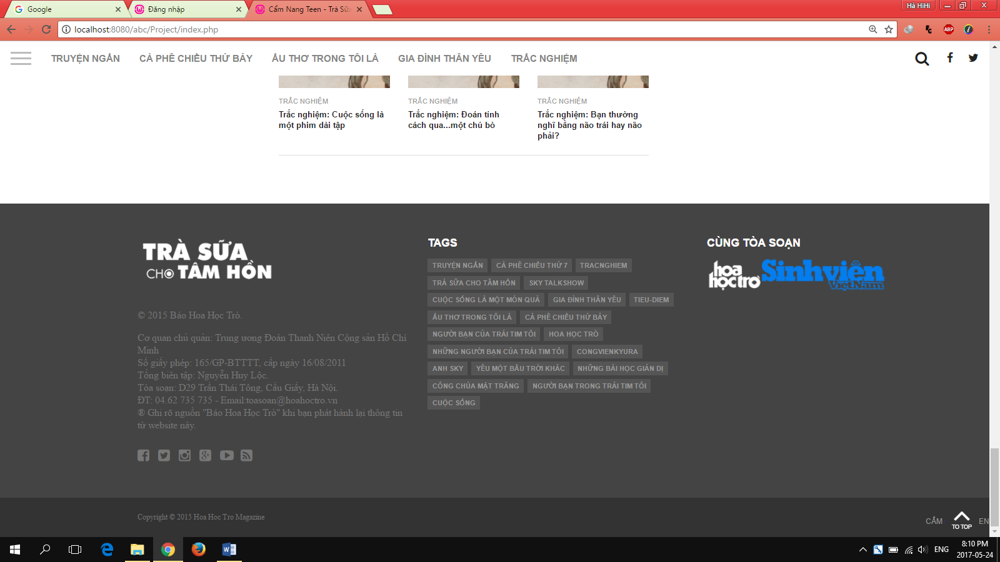 Google
Đăng nhập
Cẩm Nang Teen - Trà Sữa
Hà HiHi
localhost:8080/abc/Project/index.php
ABP
TRUYỆN NGẮN
CÀ PHÊ CHIỀU THỨ BẢY
ẤU THƠ TRONG TÔI LÀ
GIA ĐÌNH THÂN YÊU
TRẮC NGHIỆM
TRẮC NGHIỆM
Trắc nghiệm: Cuộc sống là
một phim dài tập
TRẮC NGHIỆM
Trắc nghiệm: Đoán tính
cách qua...một chú bò
TRẮC NGHIỆM
Trắc nghiệm: Bạn thường
nghĩ bằng não trái hay não
phải?
TRÀ SỮA
CHO TÂM HỒN
© 2015 Báo Hoa Học Trò.
Cơ quan chủ quản: Trung ương Đoàn Thanh Niên Cộng sản Hồ Chí
Minh
Số giấy phép: 165/GP-BTTTT, cấp ngày 16/08/2011
Tổng biên tập: Nguyễn Huy Lộc.
Tòa soạn: D29 Trần Thái Tông, Cầu Giấy, Hà Nội.
ĐT: 04.62 735 735 - Email:toasoan@hoahoctro.vn
® Ghi rõ nguồn "Báo Hoa Học Trò" khi bạn phát hành lại thông tin
từ website này.
TAGS
TRUYỆN NGẮN CÀ PHÊ CHIỀU THỨ 7 TRACNGHIEM
TRÀ SỮA CHO TÂM HỒN SKY TALKSHOW
CUỘC SỐNG LÀ MỘT MÓN QUÀ GIA ĐÌNH THÂN YÊU TIEU-DIEM
ẤU THƠ TRONG TÔI LÀ CÀ PHÊ CHIỀU THỨ BẢY
NGƯỜI BẠN CỦA TRÁI TIM TÔI HOA HỌC TRÒ
NHỮNG NGƯỜI BẠN CỦA TRÁI TIM TÔI CONGVIENKYURA
ANH SKY YÊU MỘT BẦU TRỜI KHÁC NHỮNG BÀI HỌC GIẢN DỊ
CÔNG CHÚA MẶT TRĂNG NGƯỜI BẠN TRONG TRÁI TIM TÔI
CUỘC SỐNG
CÙNG TÒA SOẠN
hoa
học trò
Sinh viên
VIỆT NAM
Copyright © 2015 Hoa Hoc Tro Magazine
CẨM
TO TOP
EN
ENG
8:10 PM
2017-05-24